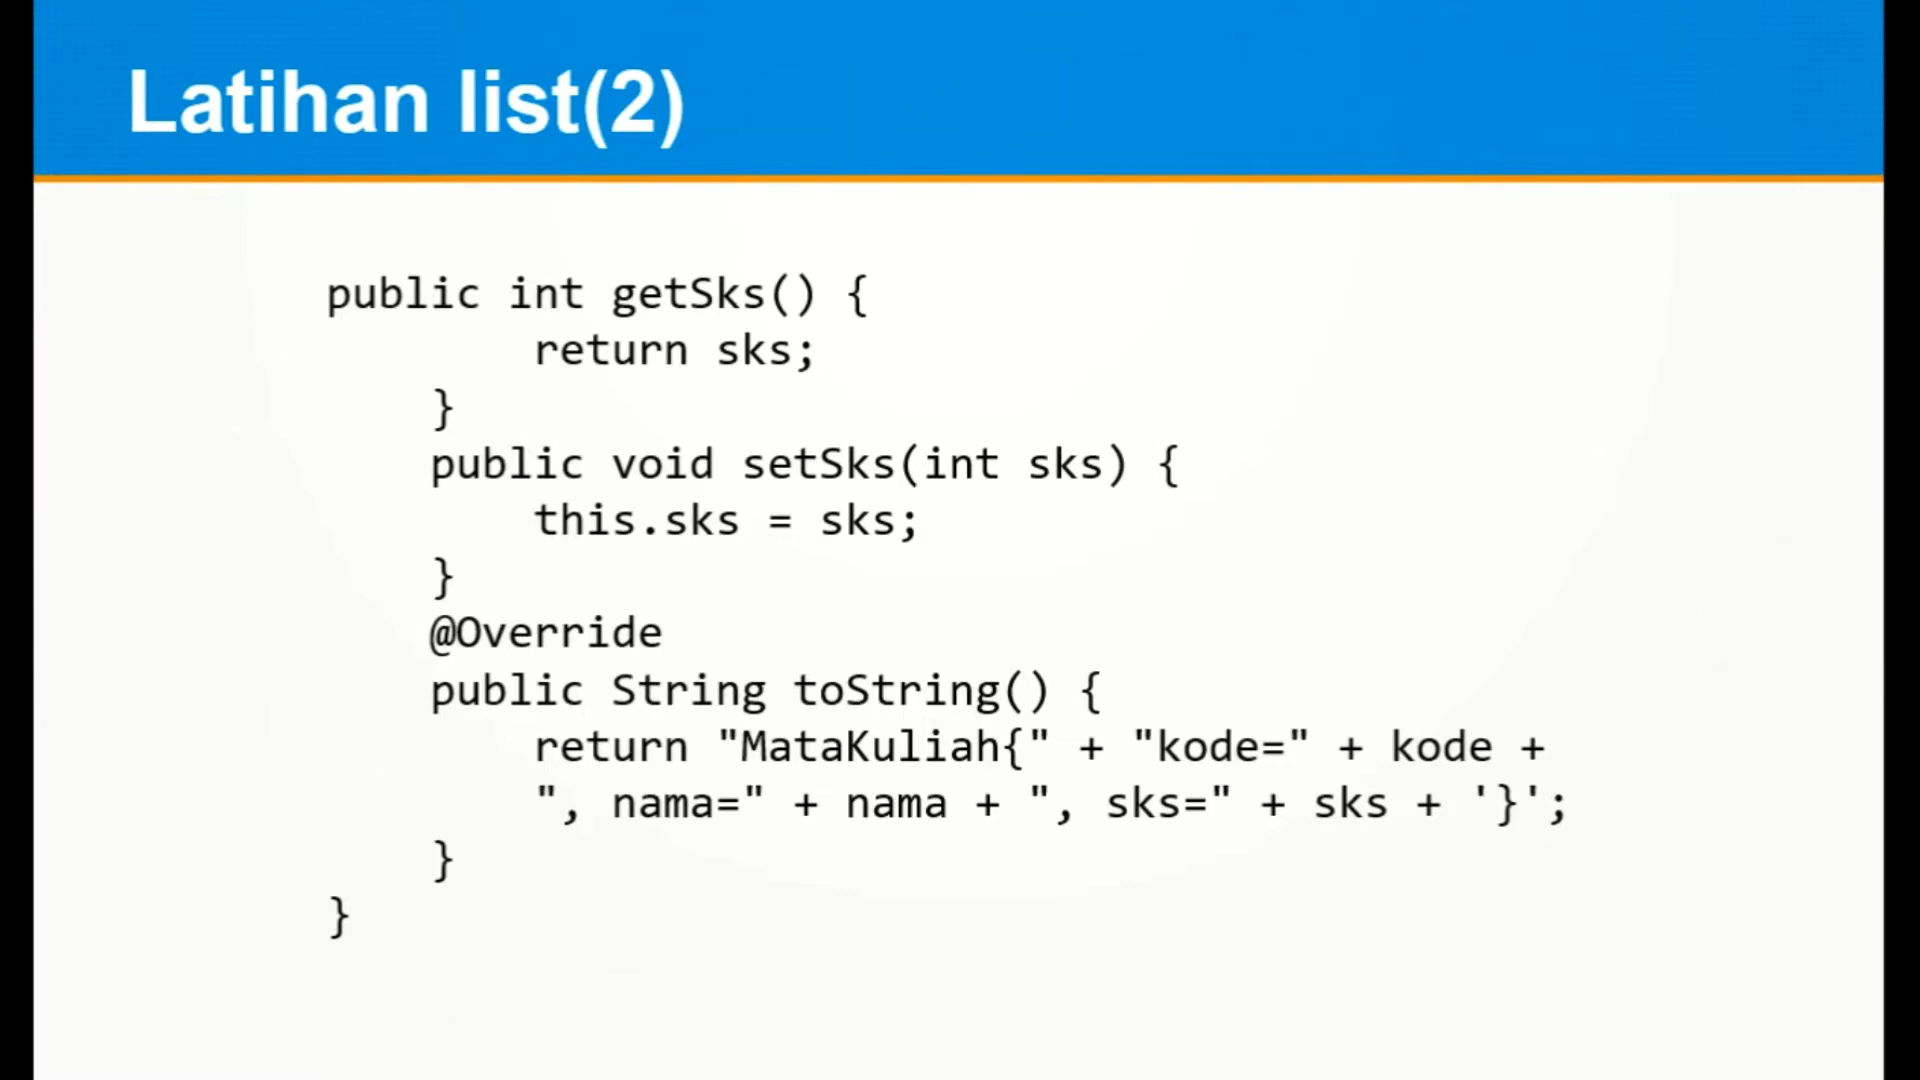 Latihan list(2)
public int getSks() {
return sks;
}
public void setSks(int sks) {
this.sks = sks;
}
@Override
public String toString() {
return "MataKuliah{" + "kode=" + kode +
", nama=" + nama + ", sks=" + sks + '}';
}
}